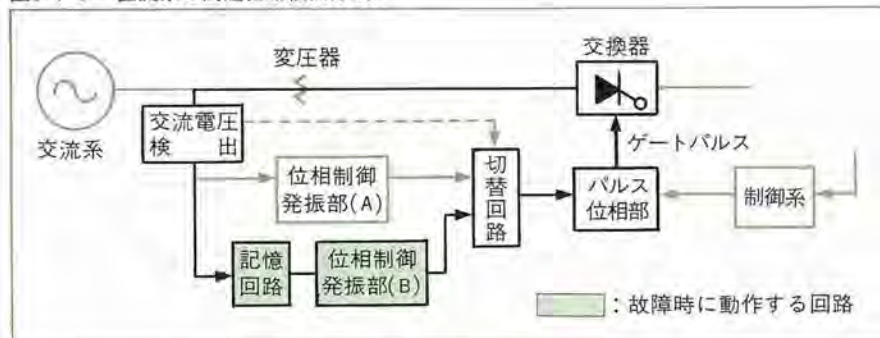 変圧器
交換器
交流系
交流電圧
検出
ゲートパルス
位相制御
発振部(A)
切替回路
パルス
位相部
制御系
記憶
回路
位相制御
発振部(B)
：故障時に動作する回路